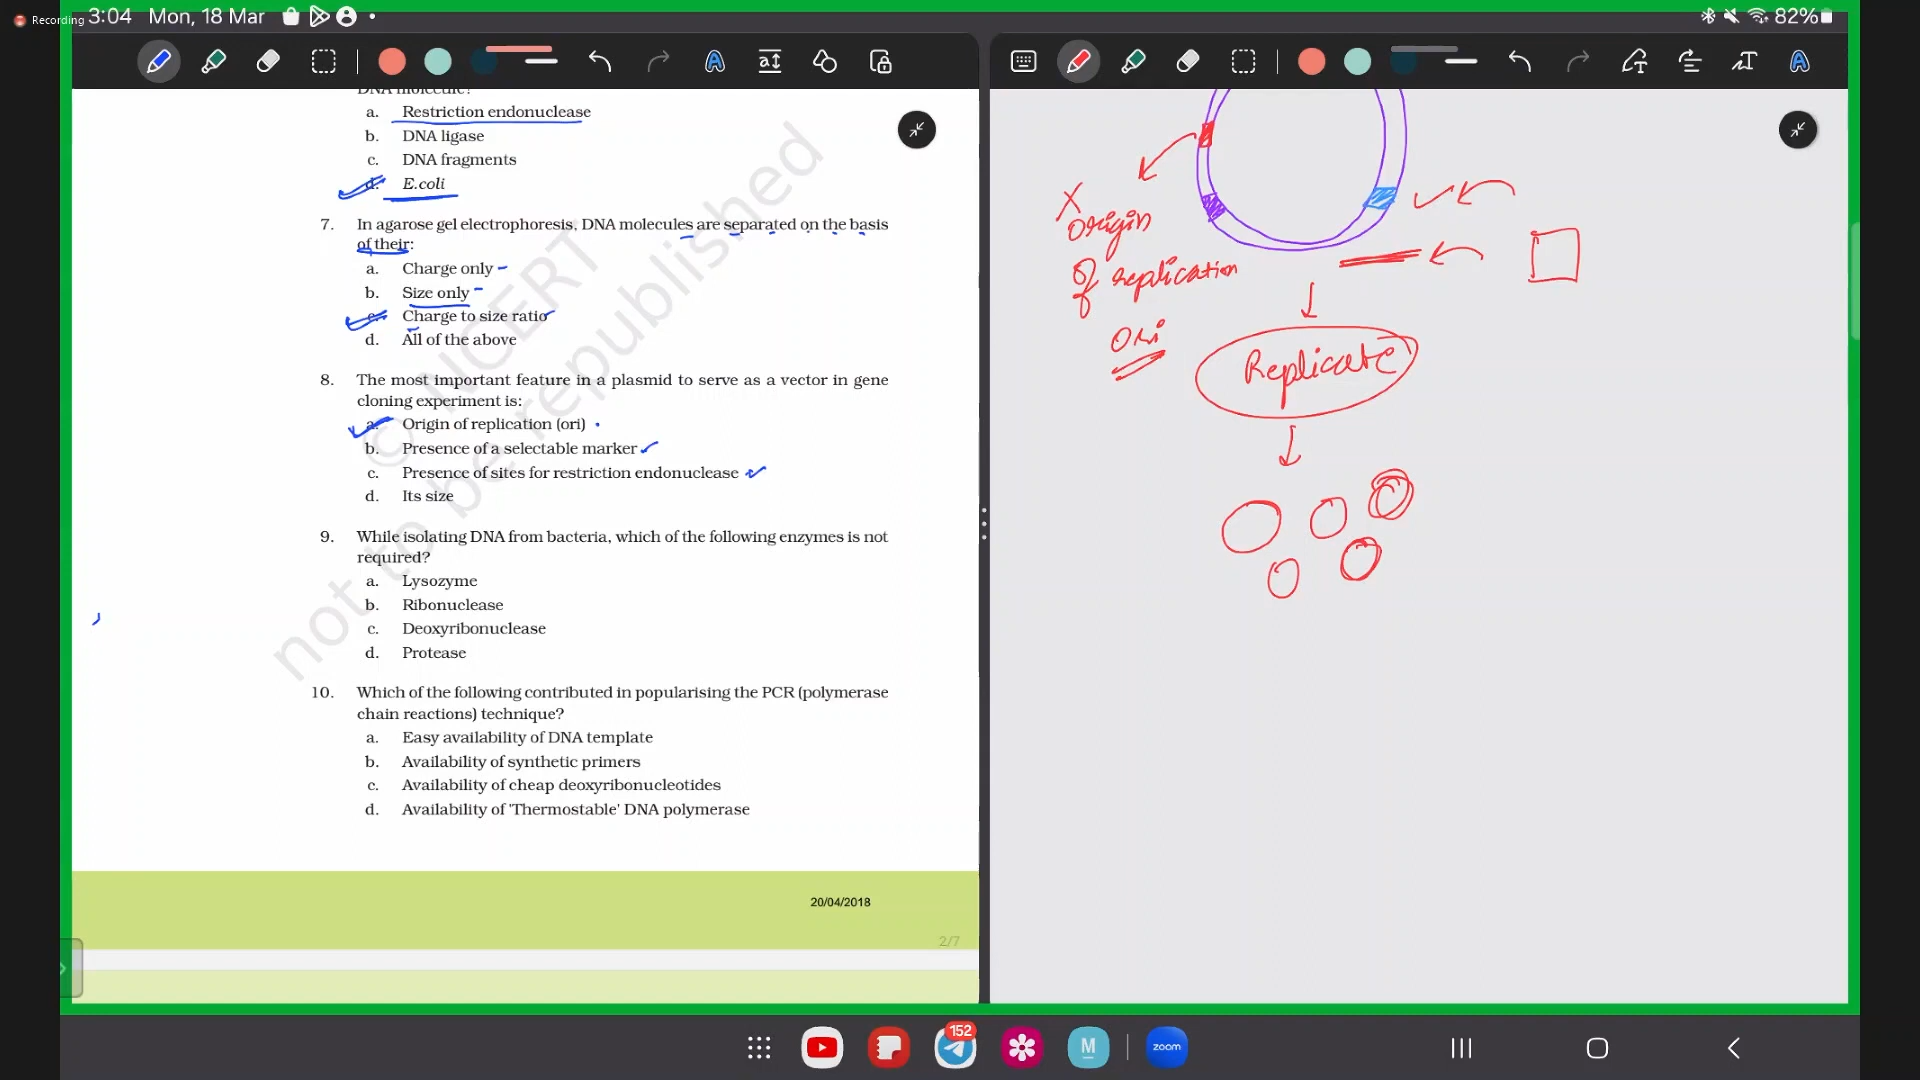 Recording
3:04 Mon, 18 Mar
82%
DNA molecule?
a. Restriction endonuclease
b. DNA ligase
c. DNA fragments
d. E.coli
7. In agarose gel electrophoresis, DNA molecules are separated on the basis
of their:
a. Charge only
b. Size only
c. Charge to size ratio
d. All of the above
8. The most important feature in a plasmid to serve as a vector in gene
cloning experiment is:
a. Origin of replication (ori)
b. Presence of a selectable marker
c. Presence of sites for restriction endonuclease
d. Its size
9. While isolating DNA from bacteria, which of the following enzymes is not
required?
a. Lysozyme
b. Ribonuclease
c. Deoxyribonuclease
d. Protease
10. Which of the following contributed in popularising the PCR (polymerase
chain reactions) technique?
a. Easy availability of DNA template
b. Availability of synthetic primers
c. Availability of cheap deoxyribonucleotides
d. Availability of 'Thermostable' DNA polymerase
© NCERT
not to be republished
20/04/2018
2/7
X
Origin
of replication
Ori
Replicate
152
M
zoom